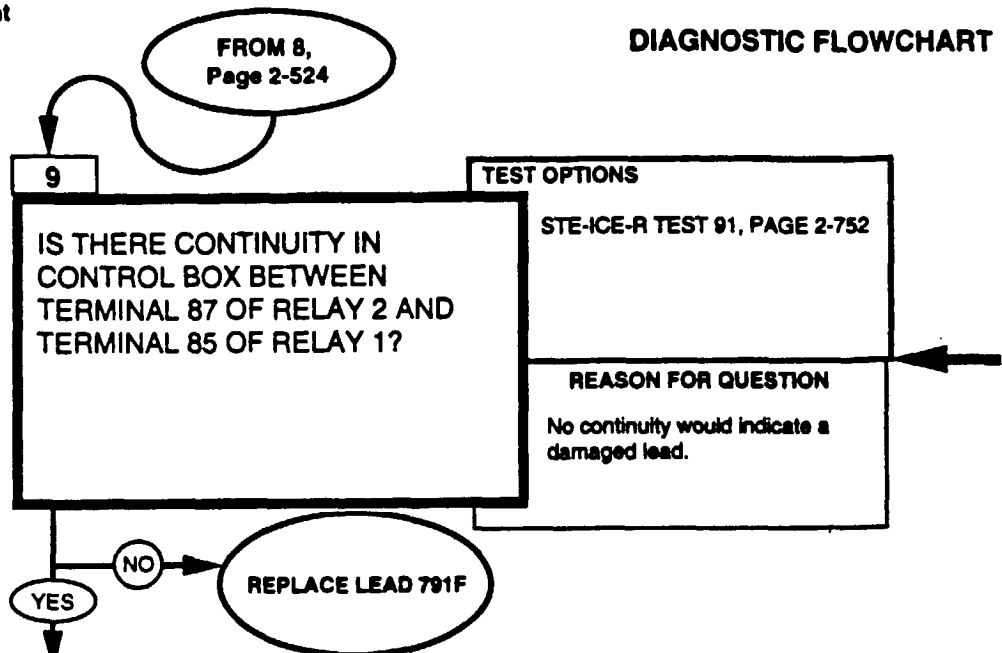 FROM 8,
Page 2-524
DIAGNOSTIC FLOWCHART
9
IS THERE CONTINUITY IN
CONTROL BOX BETWEEN
TERMINAL 87 OF RELAY 2 AND
TERMINAL 85 OF RELAY 1?
TEST OPTIONS
STE-ICE-R TEST 91, PAGE 2-752
REASON FOR QUESTION
No continuity would indicate a
damaged lead.
NO
REPLACE LEAD 791F
YES